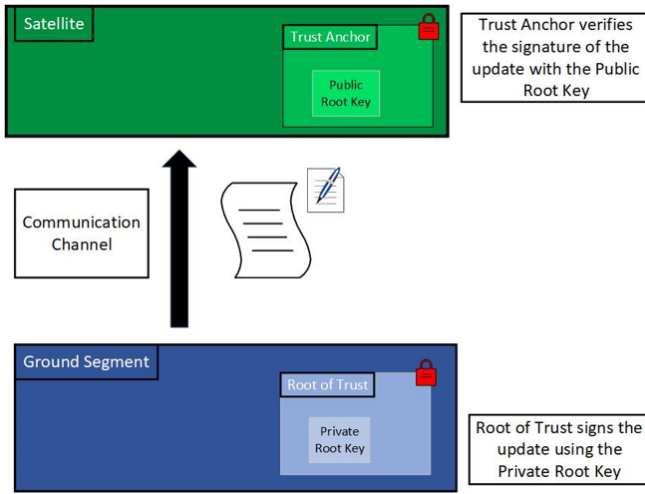 Satellite
Trust Anchor
Public
Root Key
Trust Anchor verifies
the signature of the
update with the Public
Root Key
Communication
Channel
Ground Segment
Root of Trust
Private
Root Key
Root of Trust signs the
update using the
Private Root Key